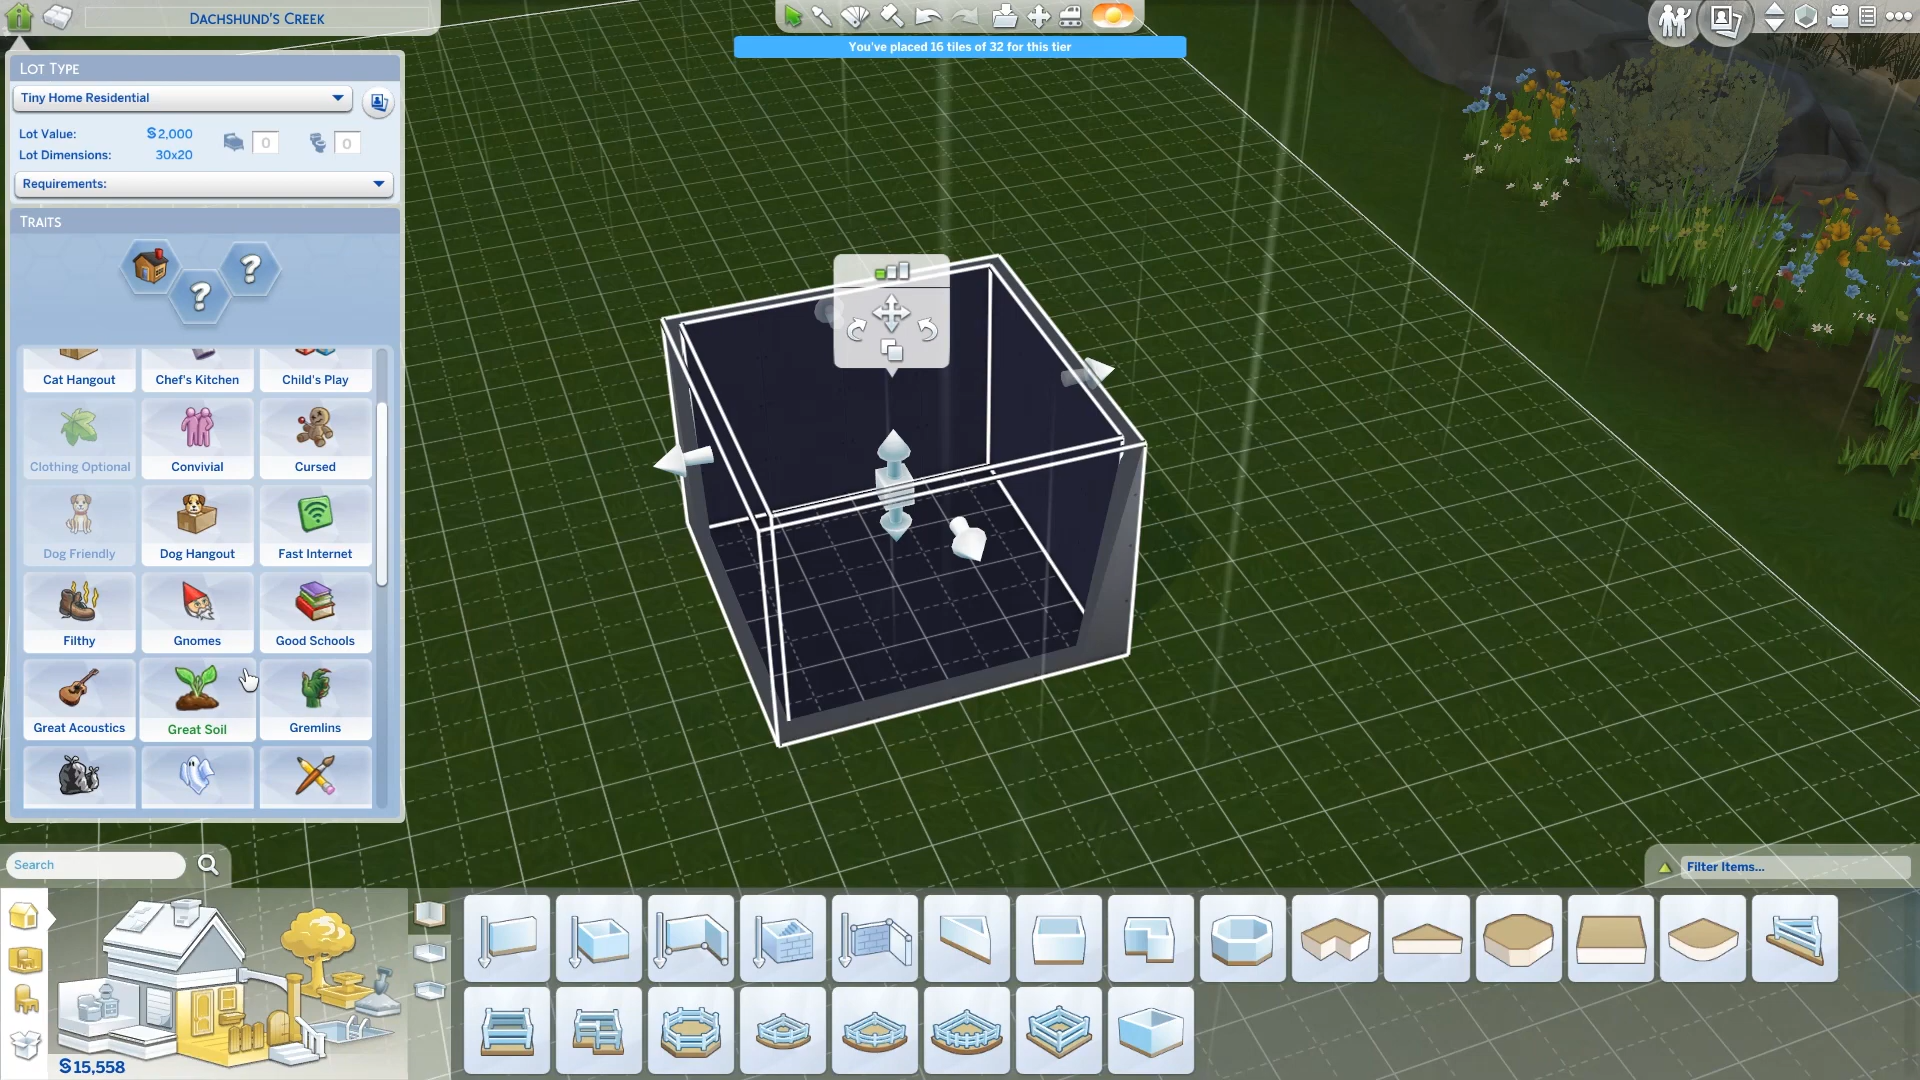 Dachshund's Creek
You've placed 16 tiles of 32 for this tier
Lot Type
Tiny Home Residential
Lot Value: $2,000
0
0
Lot Dimensions: 30x20
Requirements:
Traits
?
?
Cat Hangout
Chef's Kitchen
Child's Play
Clothing Optional
Convivial
Cursed
Dog Friendly
Dog Hangout
Fast Internet
Filthy
Gnomes
Good Schools
Great Acoustics
Great Soil
Gremlins
Search
Filter Items...
$15,558